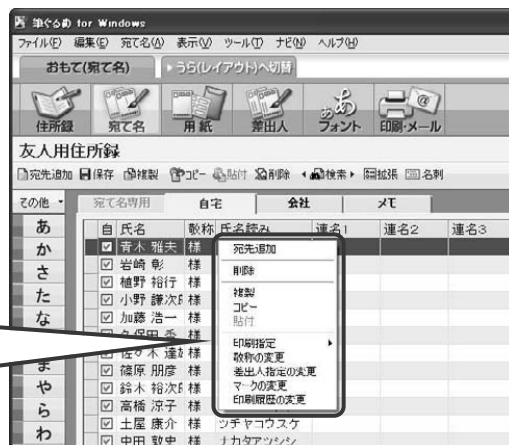 筆ぐるめ for Windows
ファイル(F) 編集(E) 宛て名(A) 表示(V) ツール(T) ナビ(N) ヘルプ(H)
おもて(宛て名) うら(レイアウト)へ切替
住所録 宛て名 用紙 差出人 フォント 印刷・メール
友人用住所録
宛先追加 保存 複製 コピー 貼付 削除 検索 拡張 名刺
その他 宛て名専用 自宅 会社 メモ
あ 自 氏名 敬称 氏名読み 連名1 連名2 連名3
青木 雅夫 様 宛先追加
か 岩崎 彰 様 削除
さ 植野 裕行 様 複製
た 小野 謙次 様 コピー
な 加藤 浩一 様 貼付
久保田 香 様 印刷指定
佐々木 達 様 敬称の変更
ま 篠原 朋彦 様 差出人指定の変更
や 鈴木 裕次 様 マークの変更
ら 高橋 涼子 様 印刷履歴の変更
わ 土屋 康介 様 ツチヤコウスケ
中田 敦史 様 ナカタアツシ